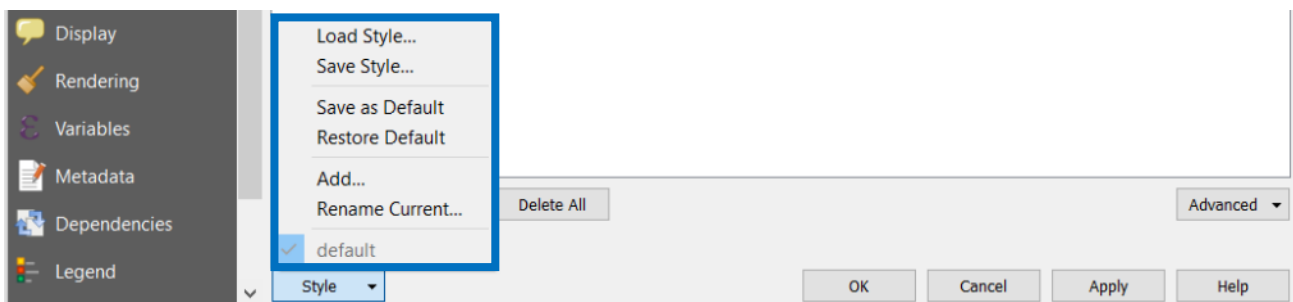 Display
Rendering
Variables
Metadata
Dependencies
Legend
Load Style...
Save Style...
Save as Default
Restore Default
Add...
Rename Current...
default
Delete All
Advanced
Style
OK
Cancel
Apply
Help